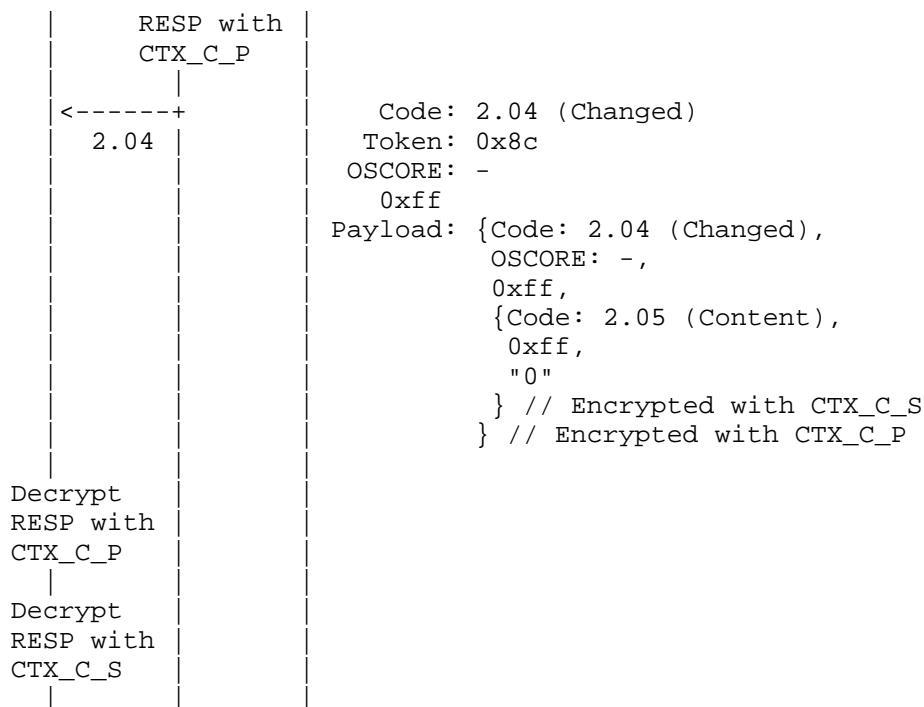 |      RESP with |
|      CTX_C_P   |
|       |        |
|<------+        |    Code: 2.04 (Changed)
|  2.04 |        |   Token: 0x8c
|       |        |  OSCORE: -
|       |        |    0xff
|       |        | Payload: {Code: 2.04 (Changed),
|       |        |           OSCORE: -,
|       |        |           0xff,
|       |        |           {Code: 2.05 (Content),
|       |        |            0xff,
|       |        |            "0"
|       |        |           } // Encrypted with CTX_C_S
|       |        |          } // Encrypted with CTX_C_P
|       |        |
Decrypt   |        |
RESP with |        |
CTX_C_P   |        |
|       |        |
Decrypt   |        |
RESP with |        |
CTX_C_S   |        |
|       |        |